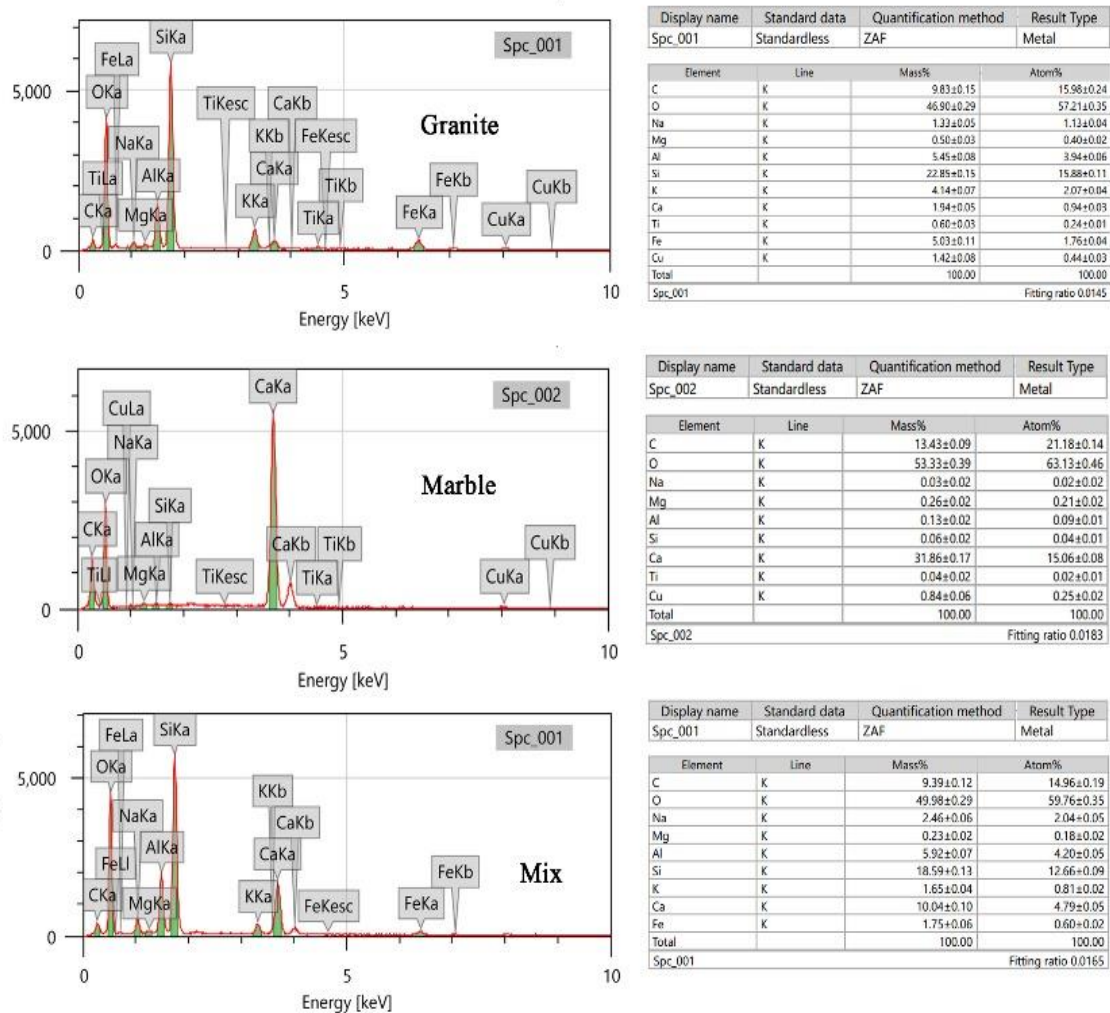 Spc_001
Granite
FeLa
SiKa
OKa
TiKesc
CaKb
KKb
FeKesc
NaKa
CaKa
TiLa
AlKa
TiKb
FeKb
CuKb
CKa
MgKa
KKa
TiKa
FeKa
CuKa
5,000
0
0 5 10
Energy [keV]
Display name Standard data Quantification method Result Type
Spc_001 Standardless ZAF Metal
Element Line Mass% Atom%
C K 9.83±0.15 15.98±0.24
O K 46.90±0.29 57.21±0.35
Na K 1.33±0.05 1.13±0.04
Mg K 0.50±0.03 0.40±0.02
Al K 5.45±0.08 3.94±0.06
Si K 22.85±0.15 15.88±0.11
K K 4.14±0.07 2.07±0.04
Ca K 1.94±0.05 0.94±0.03
Ti K 0.60±0.03 0.24±0.01
Fe K 5.03±0.11 1.76±0.04
Cu K 1.42±0.08 0.44±0.03
Total 100.00 100.00
Spc_001 Fitting ratio 0.0145
Spc_002
Marble
CaKa
CuLa
NaKa
OKa
SiKa
CKa
AlKa
CaKb
TiKb
TiLl
MgKa
TiKesc
TiKa
CuKa
CuKb
5,000
0
0 5 10
Energy [keV]
Display name Standard data Quantification method Result Type
Spc_002 Standardless ZAF Metal
Element Line Mass% Atom%
C K 13.43±0.09 21.18±0.14
O K 53.33±0.39 63.13±0.46
Na K 0.03±0.02 0.02±0.02
Mg K 0.26±0.02 0.21±0.02
Al K 0.13±0.02 0.09±0.01
Si K 0.06±0.02 0.04±0.01
Ca K 31.86±0.17 15.06±0.08
Ti K 0.04±0.02 0.02±0.01
Cu K 0.84±0.06 0.25±0.02
Total 100.00 100.00
Spc_002 Fitting ratio 0.0183
Spc_001
Mix
SiKa
FeLa
OKa
KKb
NaKa
CaKb
AlKa
CaKa
FeLl
CKa
MgKa
KKa
FeKesc
FeKa
FeKb
5,000
0
0 5 10
Energy [keV]
Display name Standard data Quantification method Result Type
Spc_001 Standardless ZAF Metal
Element Line Mass% Atom%
C K 9.39±0.12 14.96±0.19
O K 49.98±0.29 59.76±0.35
Na K 2.46±0.06 2.04±0.05
Mg K 0.23±0.02 0.18±0.02
Al K 5.92±0.07 4.20±0.05
Si K 18.59±0.13 12.66±0.09
K K 1.65±0.04 0.81±0.02
Ca K 10.04±0.10 4.79±0.05
Fe K 1.75±0.06 0.60±0.02
Total 100.00 100.00
Spc_001 Fitting ratio 0.0165